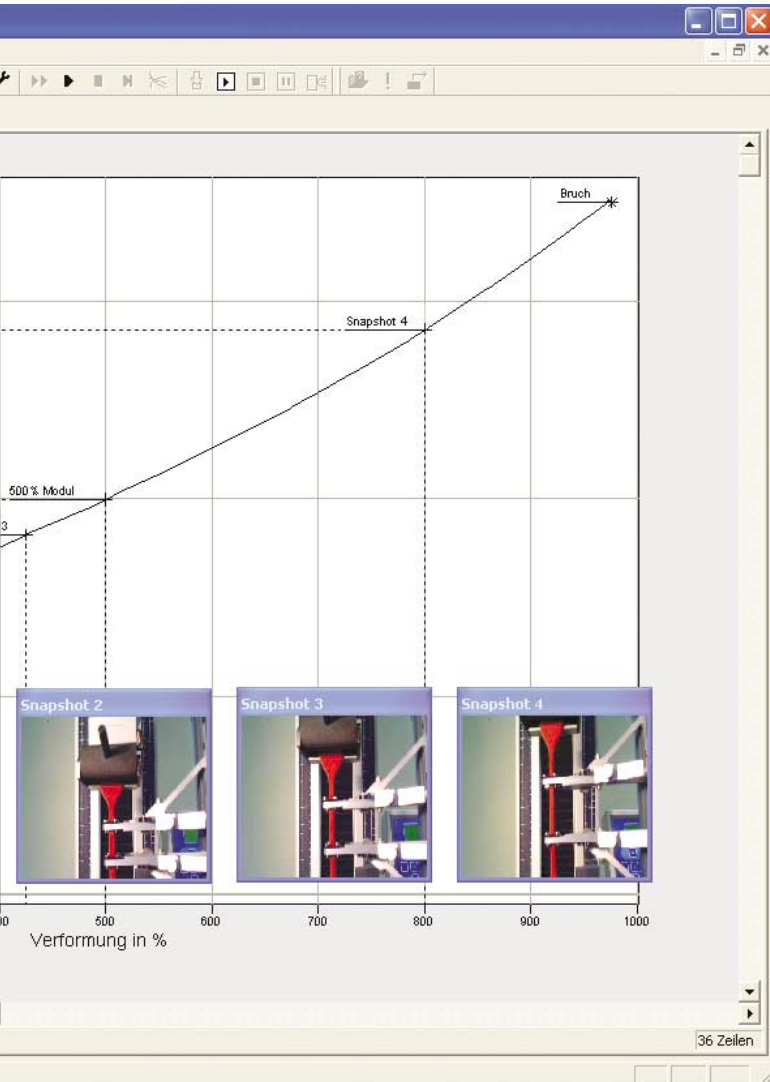 Bruch
Snapshot 4
500 % Modul
3
Snapshot 2
Snapshot 3
Snapshot 4
500
600
700
800
900
1000
Verformung in %
36 Zeilen